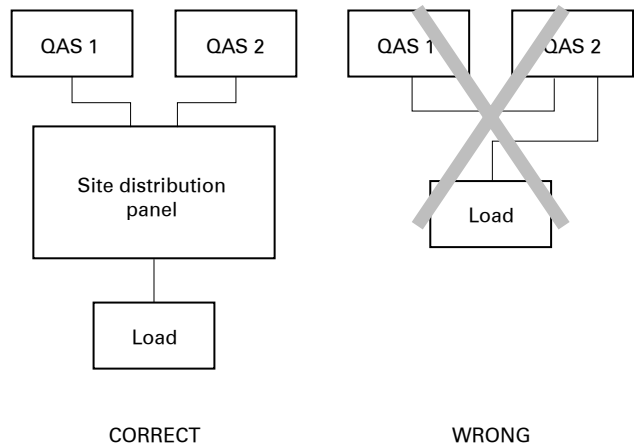 QAS 1
QAS 2
Site distribution
panel
Load
CORRECT
QAS 1
QAS 2
Load
WRONG